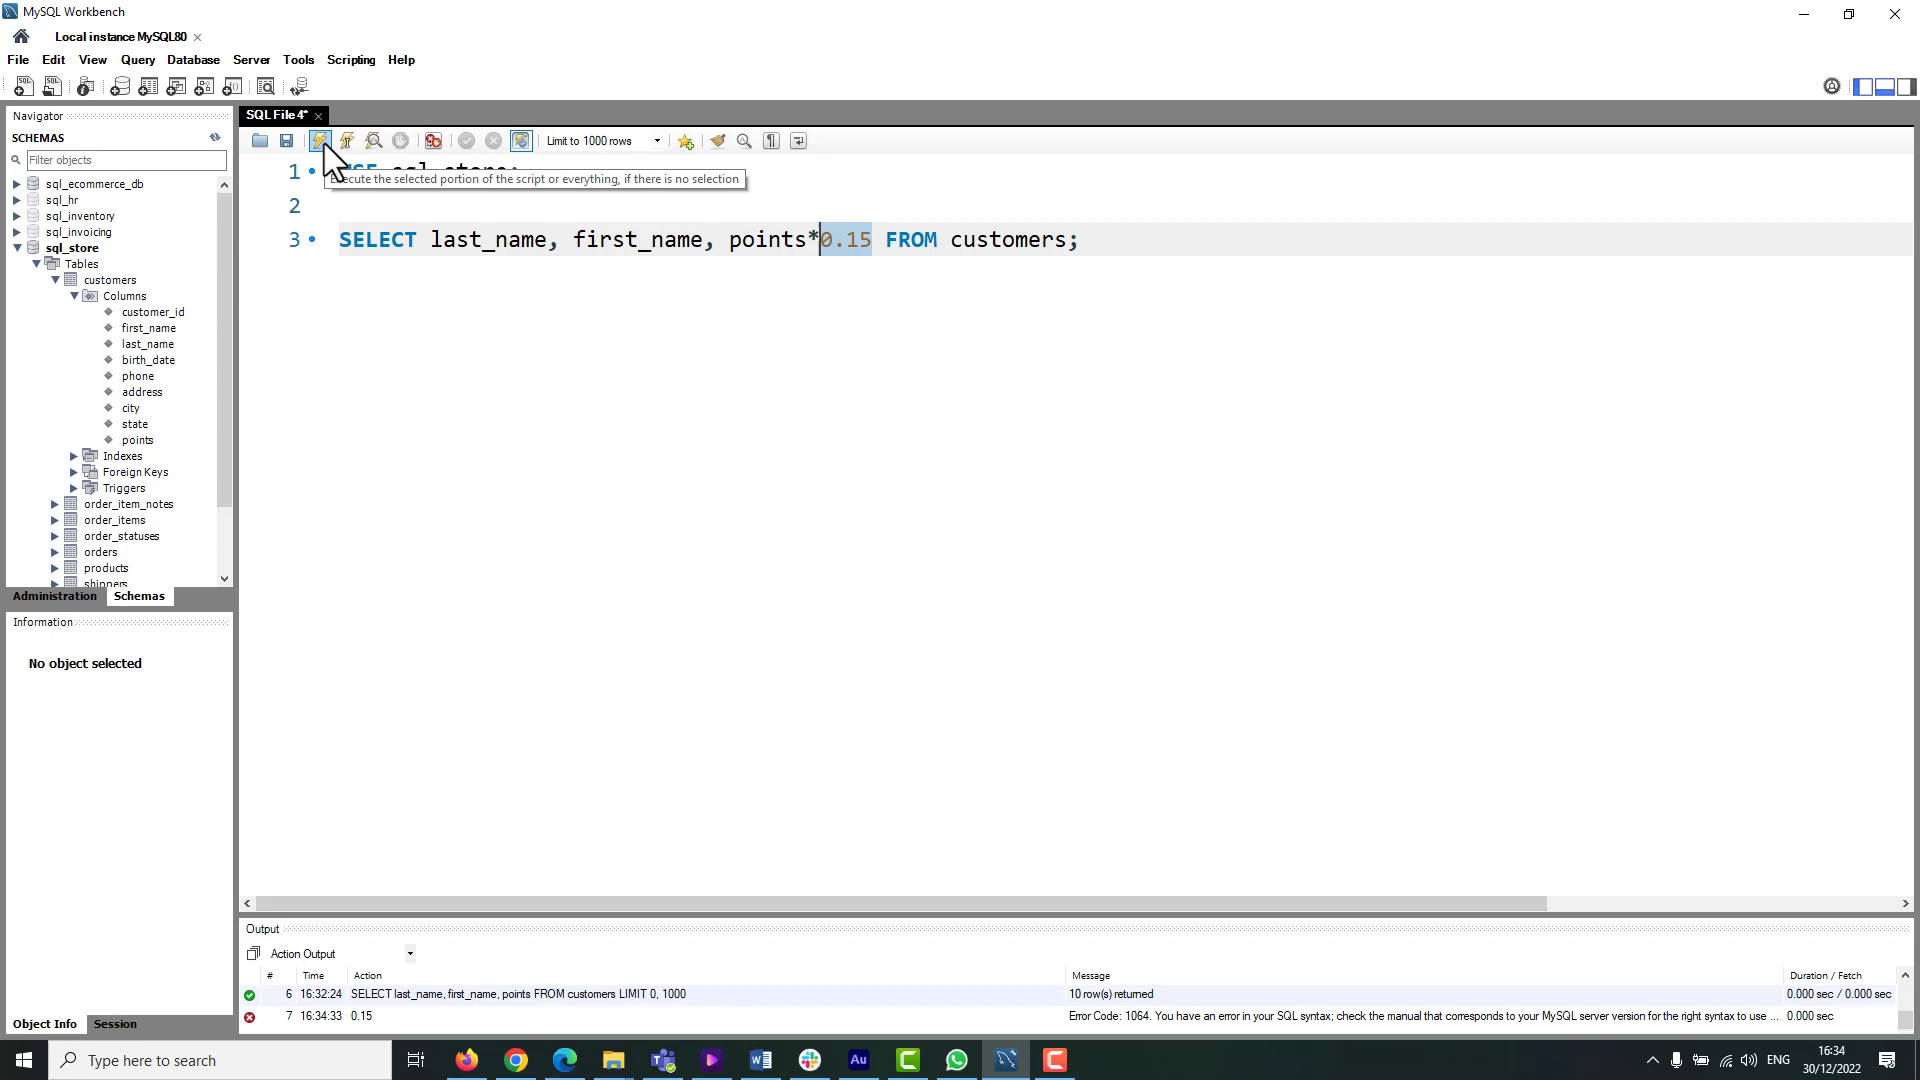 MySQL Workbench
Local instance MySQL80
File Edit View Query Database Server Tools Scripting Help
Navigator
SCHEMAS
Filter objects
sql_ecommerce_db
sql_hr
sql_inventory
sql_invoicing
sql_store
Tables
customers
Columns
customer_id
first_name
last_name
birth_date
phone
address
city
state
points
Indexes
Foreign Keys
Triggers
order_item_notes
order_items
order_statuses
orders
products
shippers
Administration Schemas
Information
No object selected
Object Info Session
SQL File 4*
Limit to 1000 rows
1
execute the selected portion of the script or everything, if there is no selection
2
3 SELECT last_name, first_name, points*0.15 FROM customers;
Output
Action Output
# Time Action Message Duration / Fetch
6 16:32:24 SELECT last_name, first_name, points FROM customers LIMIT 0, 1000 10 row(s) returned 0.000 sec / 0.000 sec
7 16:34:33 0.15 Error Code: 1064. You have an error in your SQL syntax; check the manual that corresponds to your MySQL server version for the right syntax to use ... 0.000 sec
Type here to search
ENG
16:34
30/12/2022